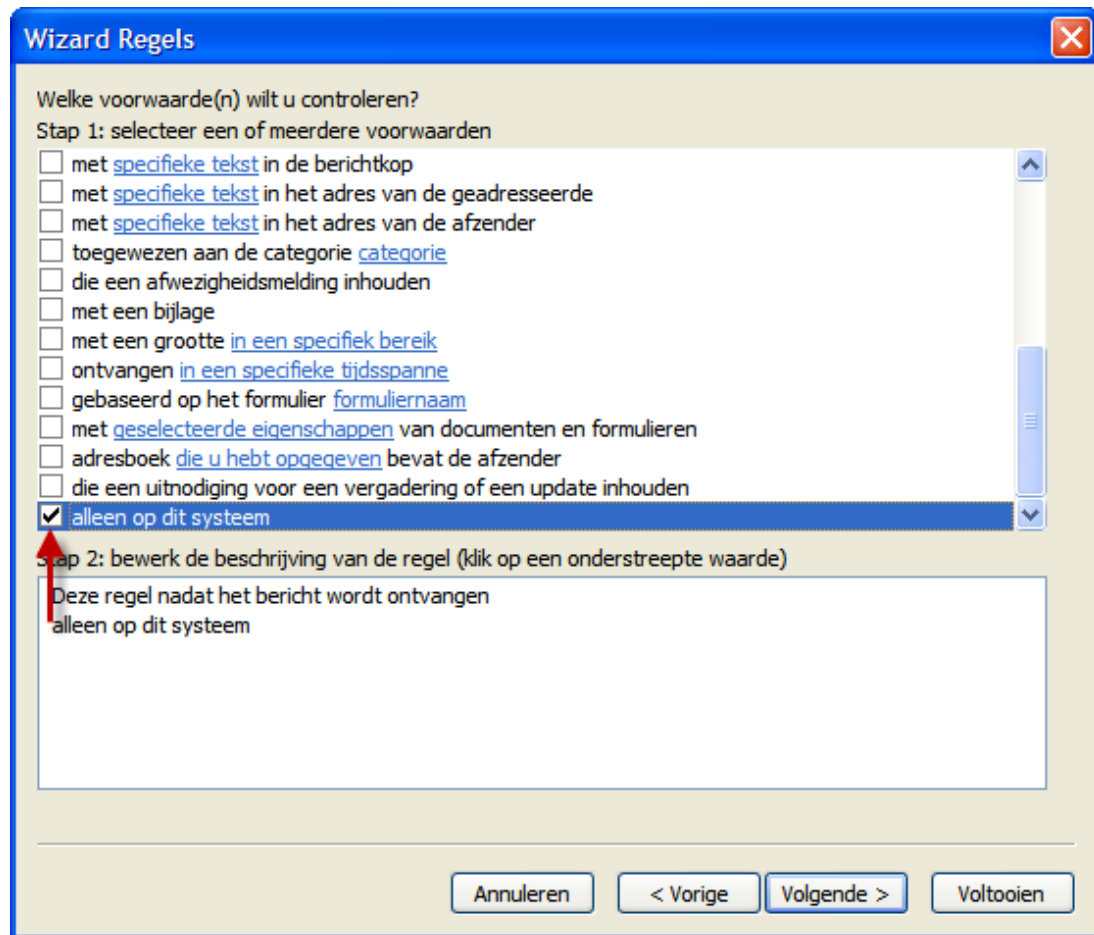 Wizard Regels
Welke voorwaarde(n) wilt u controleren?
Stap 1: selecteer een of meerdere voorwaarden
met specifieke tekst in de berichtkop
met specifieke tekst in het adres van de geadresseerde
met specifieke tekst in het adres van de afzender
toegewezen aan de categorie categorie
die een afwezigheidsmelding inhouden
met een bijlage
met een grootte in een specifiek bereik
ontvangen in een specifieke tijdsspanne
gebaseerd op het formulier formuliernaam
met geselecteerde eigenschappen van documenten en formulieren
adresboek die u hebt opgegeven bevat de afzender
die een uitnodiging voor een vergadering of een update inhouden
alleen op dit systeem
Stap 2: bewerk de beschrijving van de regel (klik op een onderstreepte waarde)
Deze regel nadat het bericht wordt ontvangen
alleen op dit systeem
Annuleren < Vorige Volgende > Voltooien